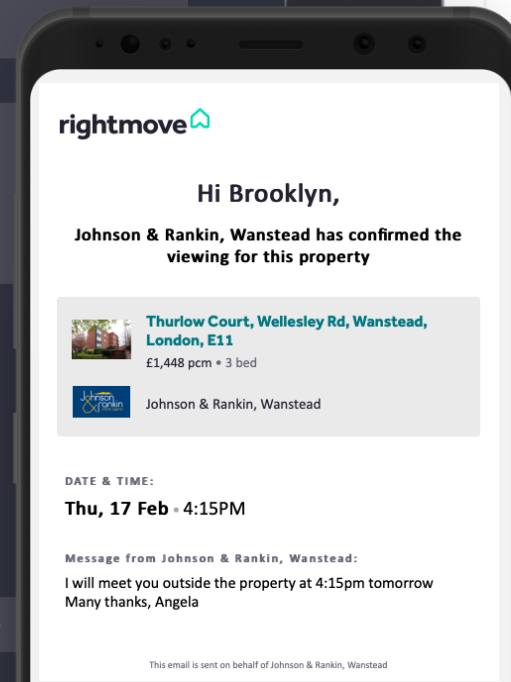 rightmove
Hi Brooklyn,
Johnson & Rankin, Wanstead has confirmed the
viewing for this property
Thurlow Court, Wellesley Rd, Wanstead,
London, E11
£1,448 pcm • 3 bed
Johnson
& rankin
Johnson & Rankin, Wanstead
DATE & TIME:
Thu, 17 Feb • 4:15PM
Message from Johnson & Rankin, Wanstead:
I will meet you outside the property at 4:15pm tomorrow
Many thanks, Angela
This email is sent on behalf of Johnson & Rankin, Wanstead